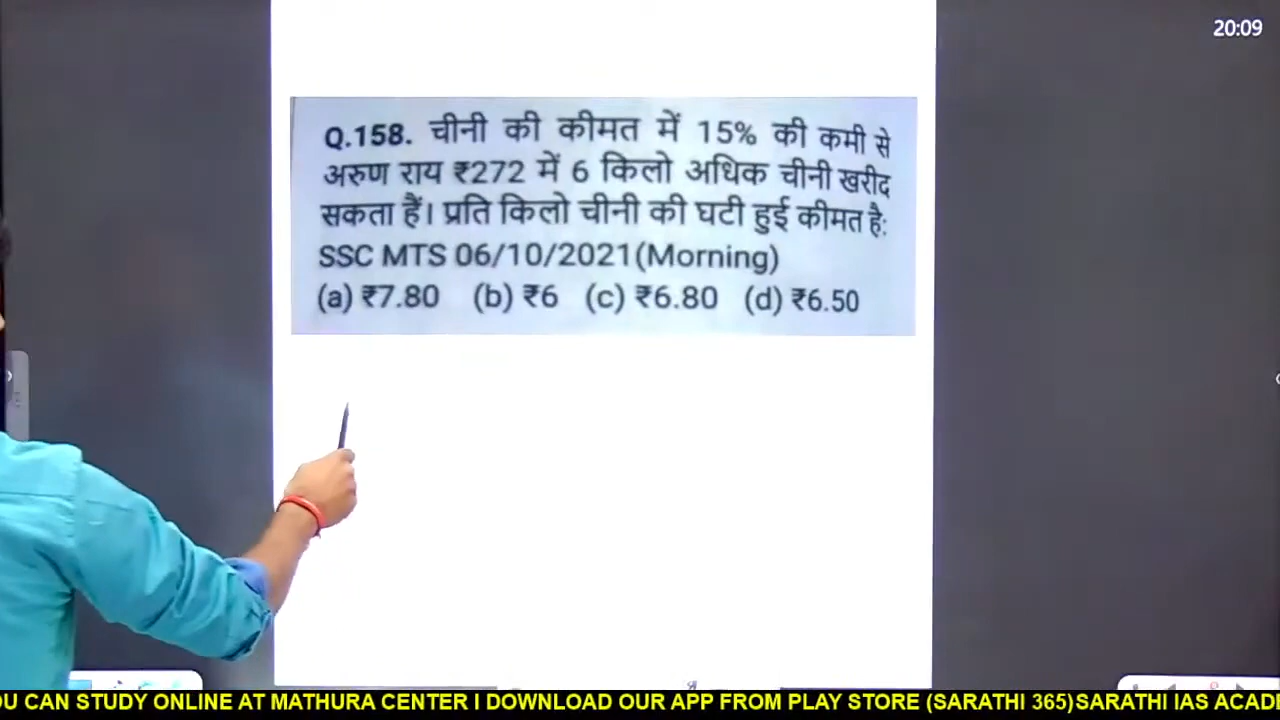 20:09
Q.158. चीनी की कीमत में 15% की कमी से
अरुण राय ₹272 में 6 किलो अधिक चीनी खरीद
सकता हैं। प्रति किलो चीनी की घटी हुई कीमत है:
SSC MTS 06/10/2021(Morning)
(a) ₹7.80 (b) ₹6 (c) ₹6.80 (d) ₹6.50
CAN STUDY ONLINE AT MATHURA CENTER I DOWNLOAD OUR APP FROM PLAY STORE (SARATHI 365)SARATHI IAS